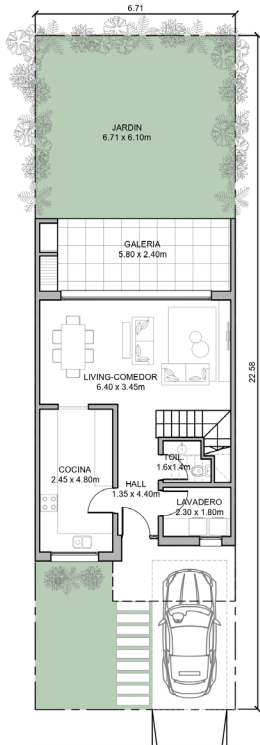 6.71
JARDIN
6.71 x 6.10m
GALERIA
5.80 x 2.40m
LIVING-COMEDOR
6.40 x 3.45m
22.58
TOIL.
1.6x1.4m
COCINA
2.45 x 4.80m
HALL
1.35 x 4.40m
LAVADERO
2.30 x 1.80m